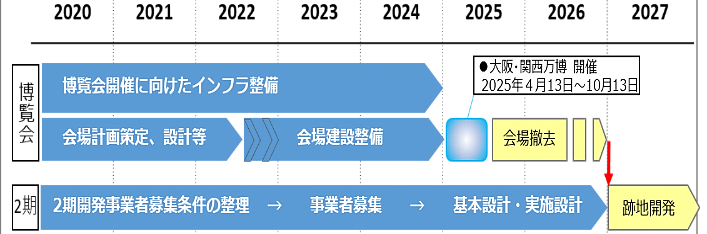 2020 2021 2022 2023 2024 2025 2026 2027
●大阪・関西万博 開催
2025年4月13日～10月13日
博覧会
博覧会開催に向けたインフラ整備
会場計画策定、設計等 会場建設整備 会場撤去
2期
2期開発事業者募集条件の整理 → 事業者募集 → 基本設計・実施設計 跡地開発